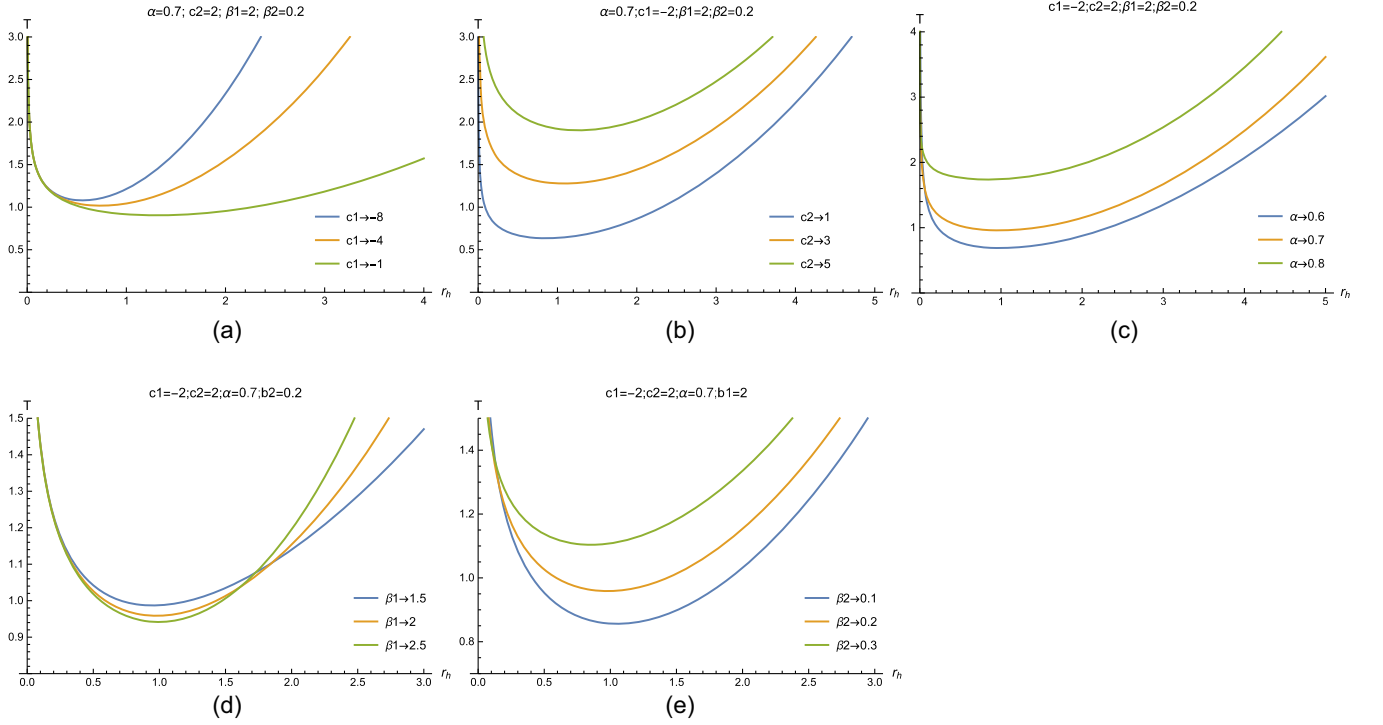 α=0.7; c2=2; β1=2; β2=0.2
T
3.0
2.5
2.0
1.5
1.0
0.5
0
1
2
3
4
r_h
c1→-8
c1→-4
c1→-1
(a)
α=0.7;c1=-2;β1=2;β2=0.2
T
3.0
2.5
2.0
1.5
1.0
0.5
0
1
2
3
4
5
r_h
c2→1
c2→3
c2→5
(b)
c1=-2;c2=2;β1=2;β2=0.2
T
4
3
2
1
0
1
2
3
4
5
r_h
α→0.6
α→0.7
α→0.8
(c)
c1=-2;c2=2;α=0.7;b2=0.2
T
1.5
1.4
1.3
1.2
1.1
1.0
0.9
0.0
0.5
1.0
1.5
2.0
2.5
3.0
r_h
β1→1.5
β1→2
β1→2.5
(d)
c1=-2;c2=2;α=0.7;b1=2
T
1.4
1.2
1.0
0.8
0.0
0.5
1.0
1.5
2.0
2.5
3.0
r_h
β2→0.1
β2→0.2
β2→0.3
(e)